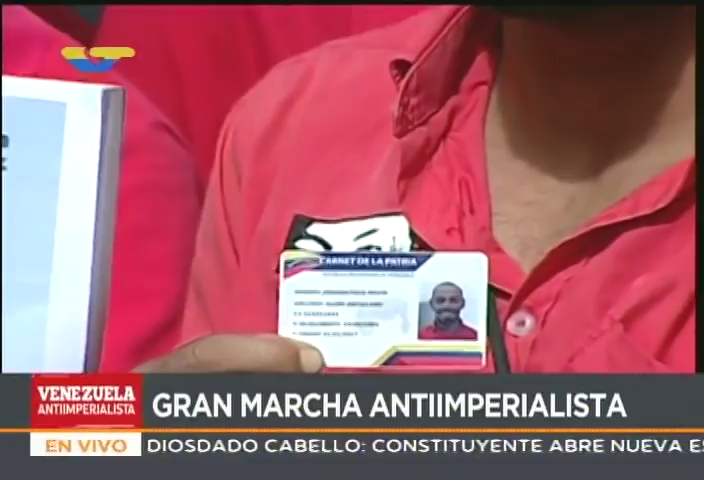 CARNET DE LA PATRIA
VENEZUELA
ANTIIMPERIALISTA
GRAN MARCHA ANTIIMPERIALISTA
EN VIVO
DIOSDADO CABELLO: CONSTITUYENTE ABRE NUEVA ES